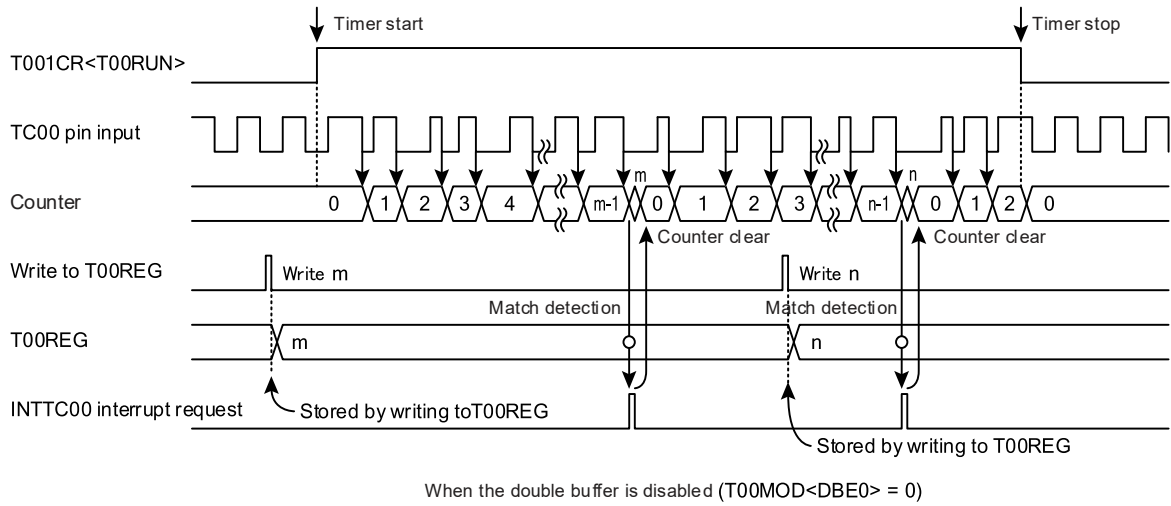 Timer start
Timer stop
T001CR<T00RUN>
TC00 pin input
m n
Counter 0 1 2 3 4 m-1 0 1 2 3 n-1 0 1 2 0
Counter clear Counter clear
Write to T00REG Write m Write n
Match detection Match detection
T00REG m n
INTTC00 interrupt request
Stored by writing toT00REG
Stored by writing to T00REG
When the double buffer is disabled (T00MOD<DBE0> = 0)